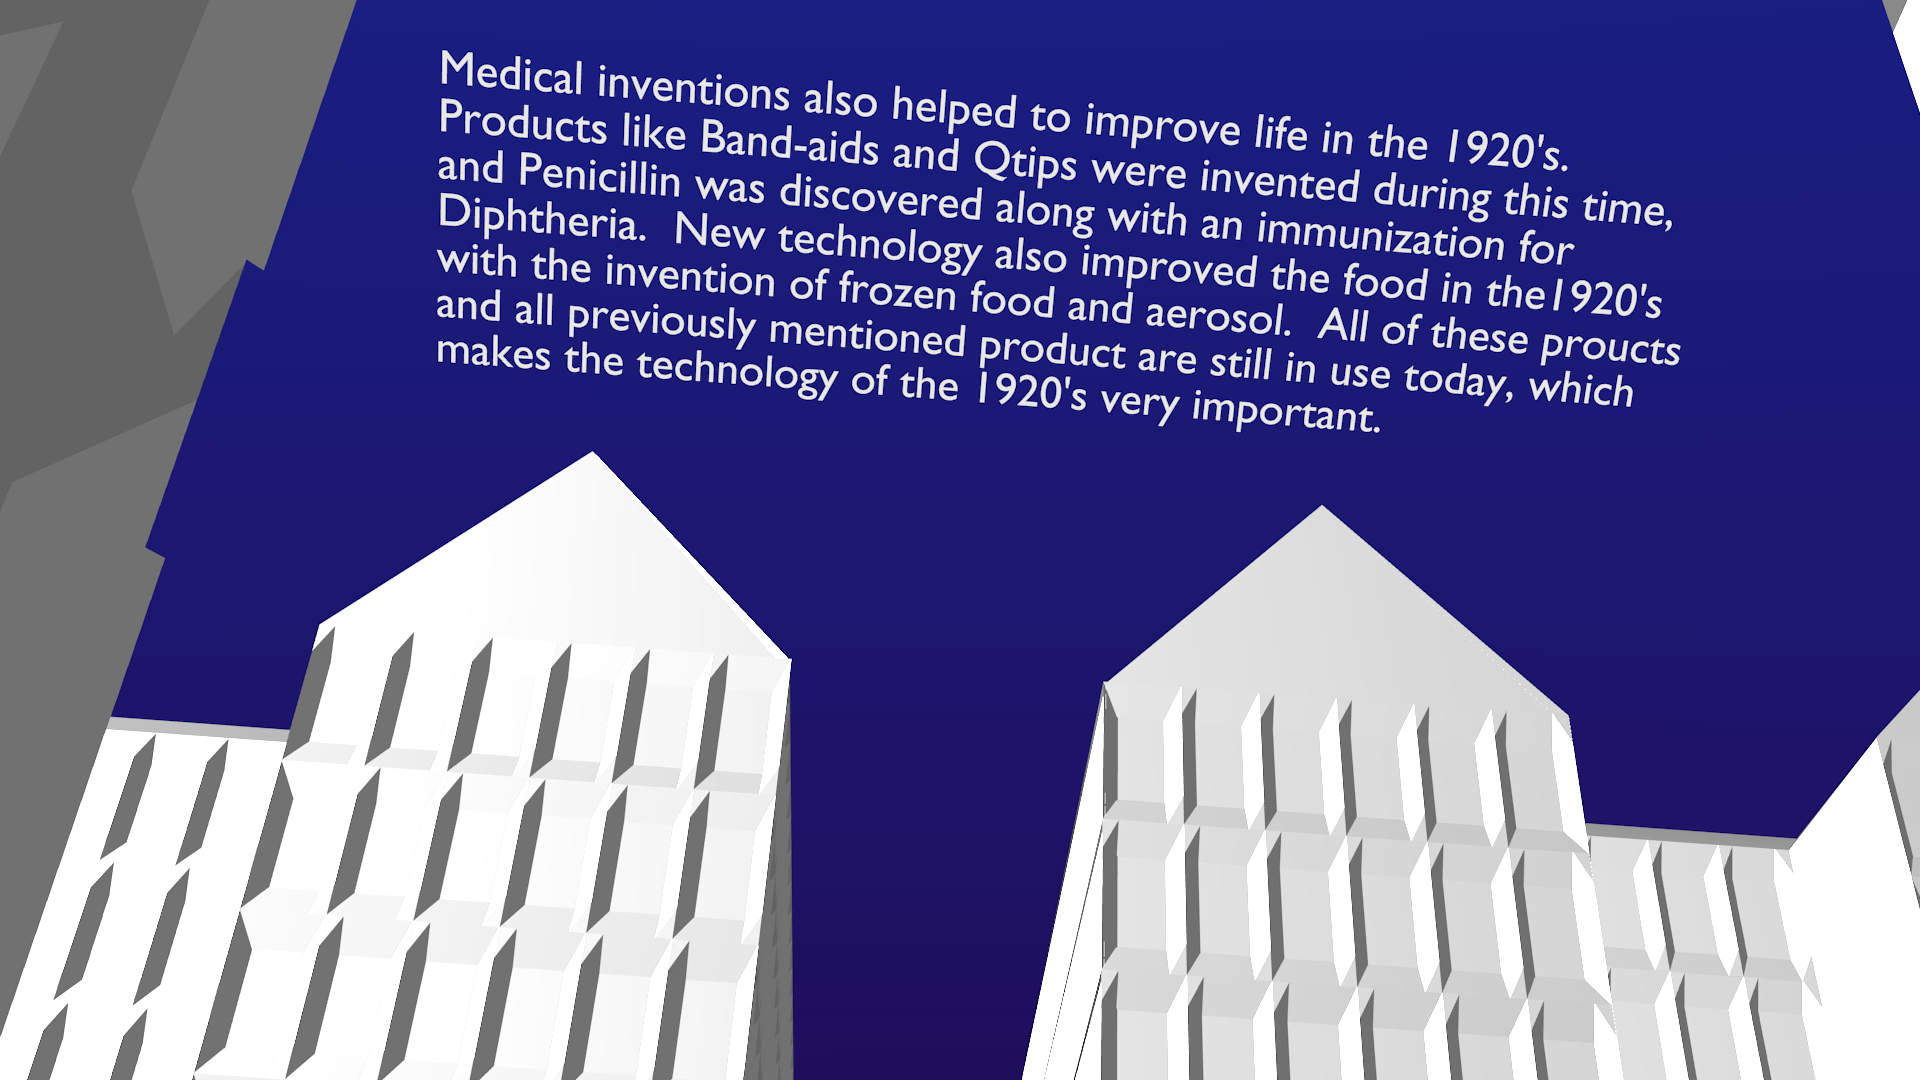 Medical inventions also helped to improve life in the 1920's.
Products like Band-aids and Qtips were invented during this time,
and Penicillin was discovered along with an immunization for
Diphtheria.  New technology also improved the food in the1920's
with the invention of frozen food and aerosol.  All of these proucts
and all previously mentioned product are still in use today, which
makes the technology of the 1920's very important.